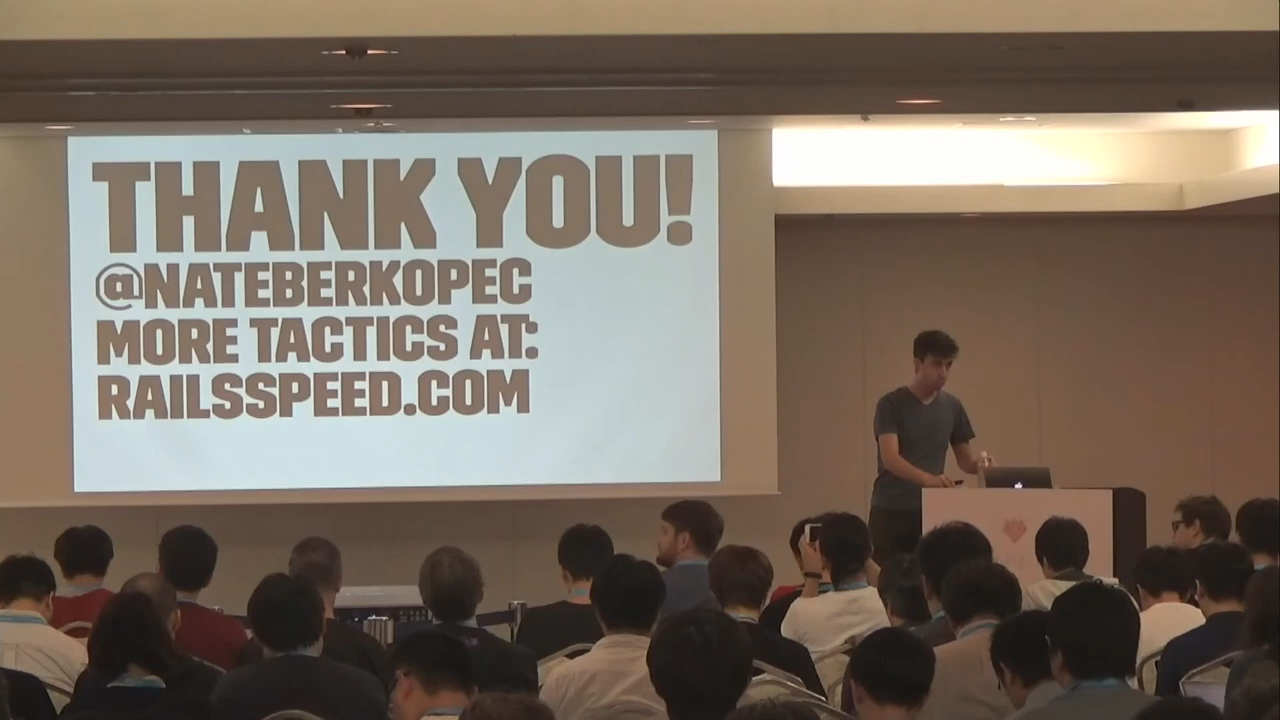 THANK YOU!
@NATEBERKOPEC
MORE TACTICS AT:
RAILSSPEED.COM